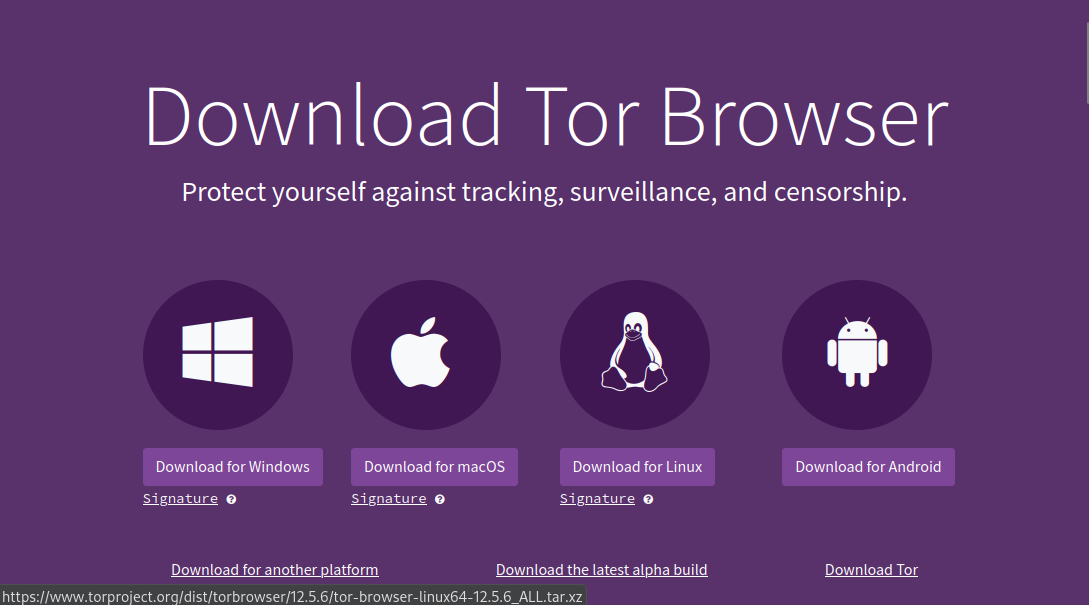 Download Tor Browser
Protect yourself against tracking, surveillance, and censorship.
Download for Windows
Download for macOS
Download for Linux
Download for Android
Signature ?
Signature ?
Signature ?
Download for another platform
Download the latest alpha build
Download Tor
https://www.torproject.org/dist/torbrowser/12.5.6/tor-browser-linux64-12.5.6_ALL.tar.xz